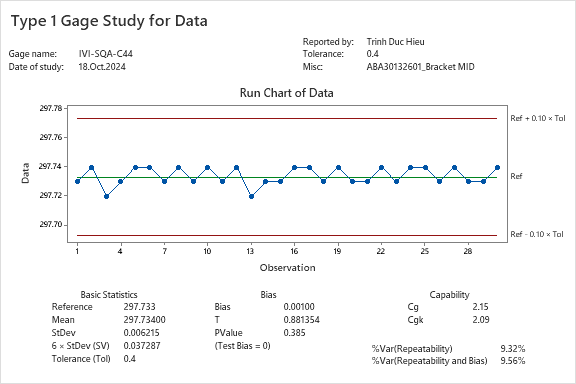 Type 1 Gage Study for Data
Reported by: Trinh Duc Hieu
Gage name: IVI-SQA-C44
Tolerance: 0.4
Date of study: 18.Oct.2024
Misc: ABA30132601_Bracket MID
Run Chart of Data
297.78
297.76
297.74
297.72
297.70
Data
Ref + 0.10 × Tol
Ref
Ref - 0.10 × Tol
1 4 7 10 13 16 19 22 25 28
Observation
Basic Statistics
Reference 297.733
Mean 297.73400
StDev 0.006215
6 × StDev (SV) 0.037287
Tolerance (Tol) 0.4
Bias
Bias 0.00100
T 0.881354
PValue 0.385
(Test Bias = 0)
Capability
Cg 2.15
Cgk 2.09
%Var(Repeatability) 9.32%
%Var(Repeatability and Bias) 9.56%